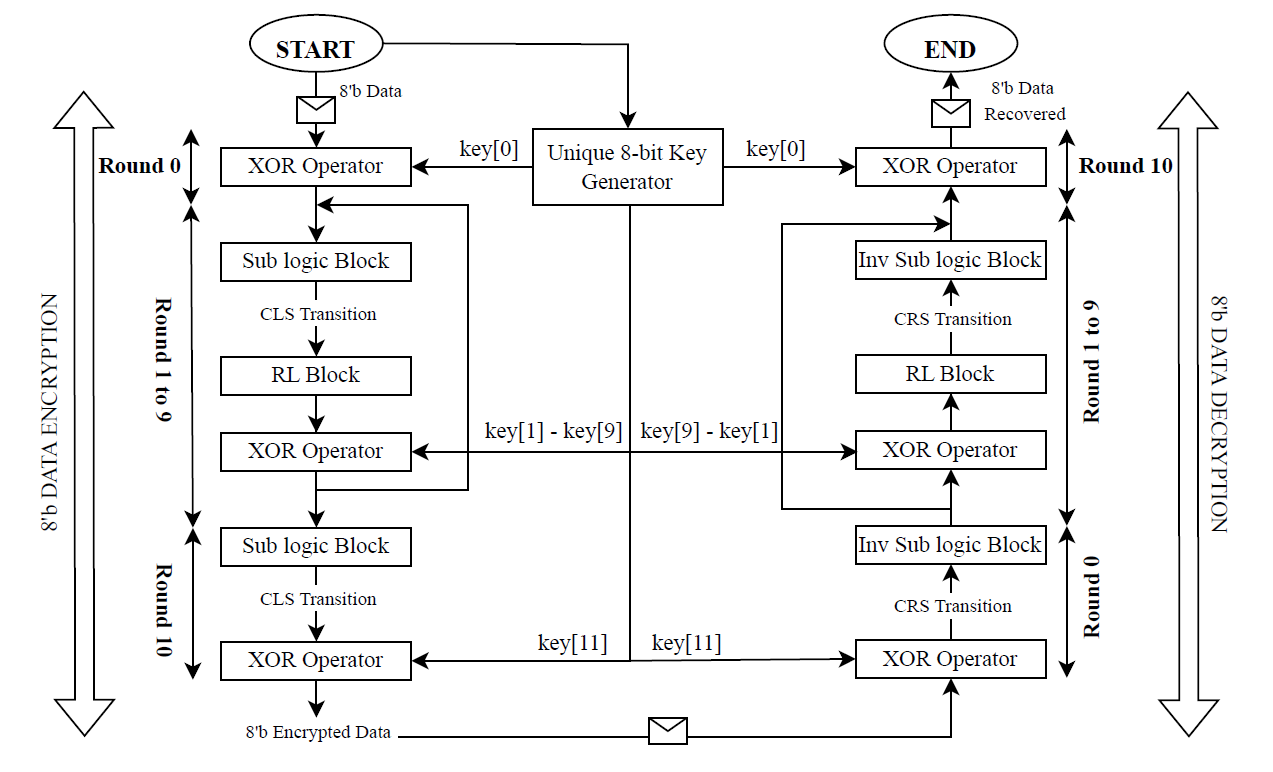 START
END
8'b Data
8'b Data
Recovered
Round 0
XOR Operator
key[0]
Unique 8-bit Key
Generator
key[0]
XOR Operator
Round 10
Sub logic Block
Inv Sub logic Block
CLS Transition
CRS Transition
RL Block
RL Block
8'b DATA ENCRYPTION
Round 1 to 9
Round 1 to 9
8'b DATA DECRYPTION
key[1] - key[9]
key[9] - key[1]
XOR Operator
XOR Operator
Sub logic Block
Inv Sub logic Block
Round 10
CLS Transition
CRS Transition
Round 0
key[11]
key[11]
XOR Operator
XOR Operator
8'b Encrypted Data